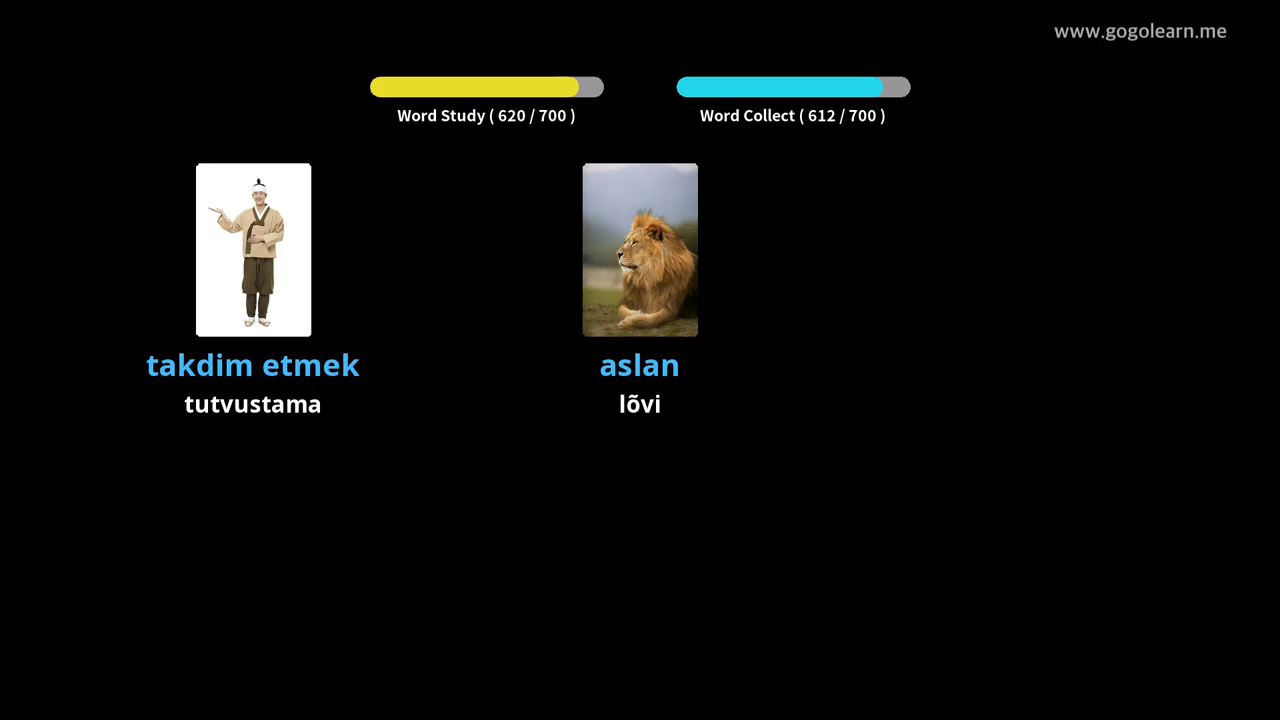 www.gogolearn.me
Word Study ( 620 / 700 )
Word Collect ( 612 / 700 )
takdim etmek
tutvustama
aslan
lõvi